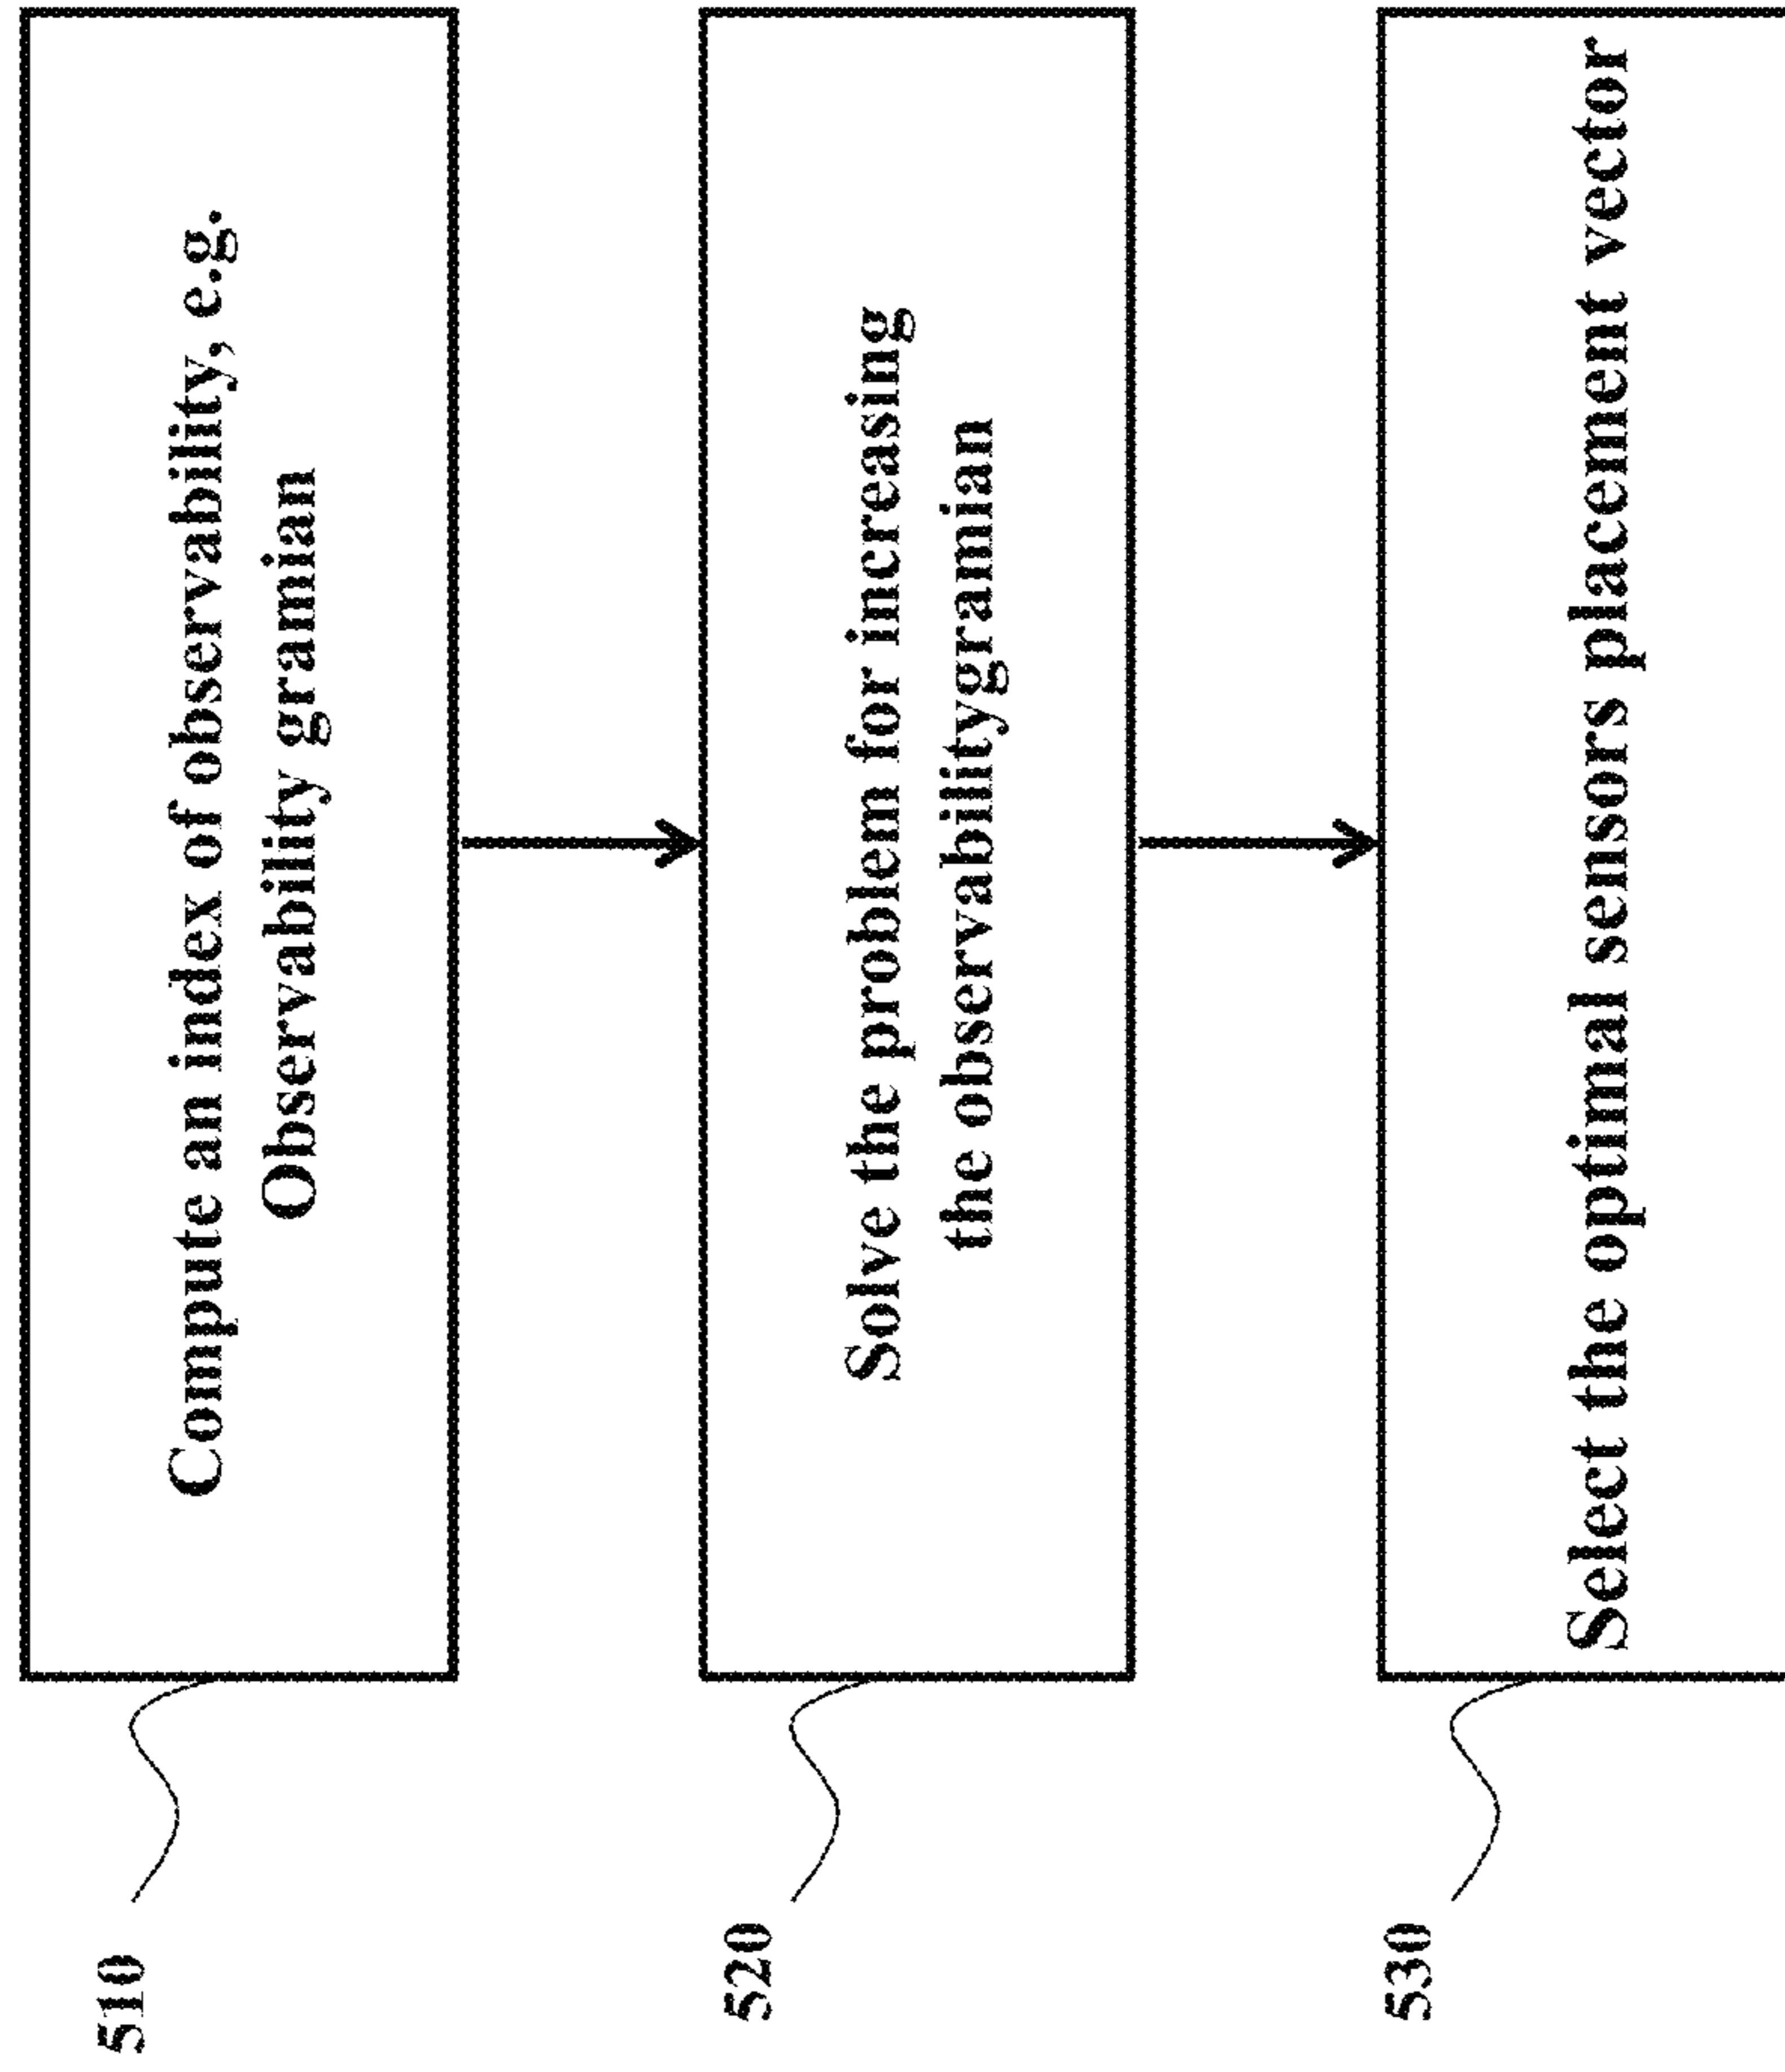 510
Compute an index of observability, e.g.
Observability gramian
520
Solve the problem for increasing
the observabilitygramian
530
Select the optimal sensors placement vector